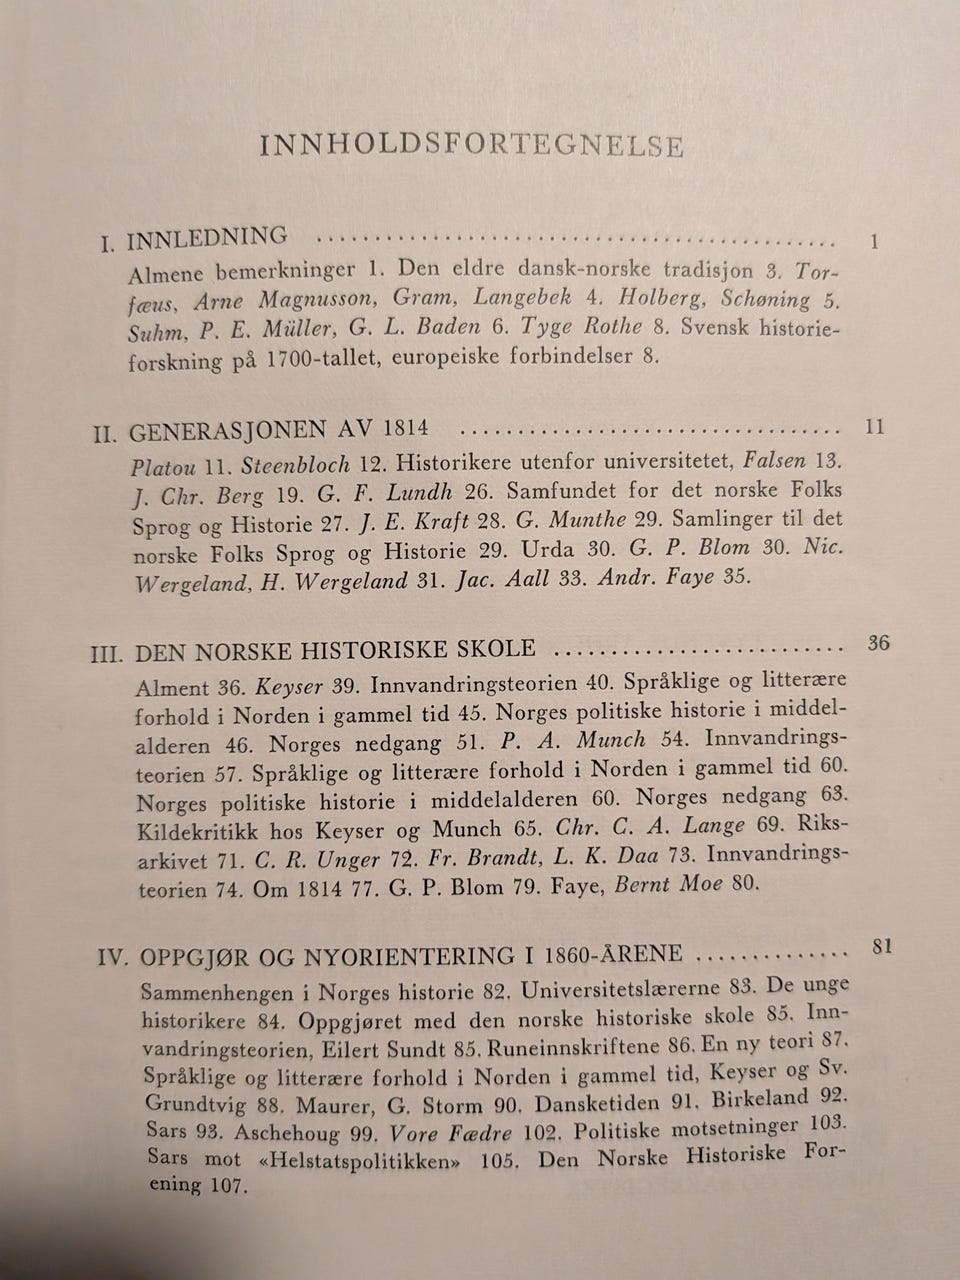 INNHOLDSFORTEGNELSE
I. INNLEDNING ............................................. 1
Almene bemerkninger 1. Den eldre dansk-norske tradisjon 3. Tor-
fæus, Arne Magnusson, Gram, Langebek 4. Holberg, Schøning 5.
Suhm, P. E. Müller, G. L. Baden 6. Tyge Rothe 8. Svensk historie-
forskning på 1700-tallet, europeiske forbindelser 8.
II. GENERASJONEN AV 1814 ................................. 11
Platou 11. Steenbloch 12. Historikere utenfor universitetet, Falsen 13.
J. Chr. Berg 19. G. F. Lundh 26. Samfundet for det norske Folks
Sprog og Historie 27. J. E. Kraft 28. G. Munthe 29. Samlinger til det
norske Folks Sprog og Historie 29. Urda 30. G. P. Blom 30. Nic.
Wergeland, H. Wergeland 31. Jac. Aall 33. Andr. Faye 35.
III. DEN NORSKE HISTORISKE SKOLE .......................... 36
Alment 36. Keyser 39. Innvandringsteorien 40. Språklige og litterære
forhold i Norden i gammel tid 45. Norges politiske historie i middel-
alderen 46. Norges nedgang 51. P. A. Munch 54. Innvandrings-
teorien 57. Språklige og litterære forhold i Norden i gammel tid 60.
Norges politiske historie i middelalderen 60. Norges nedgang 63.
Kildekritikk hos Keyser og Munch 65. Chr. C. A. Lange 69. Riks-
arkivet 71. C. R. Unger 72. Fr. Brandt, L. K. Daa 73. Innvandrings-
teorien 74. Om 1814 77. G. P. Blom 79. Faye, Bernt Moe 80.
IV. OPPGJØR OG NYORIENTERING I 1860-ÅRENE .............. 81
Sammenhengen i Norges historie 82. Universitetslærerne 83. De unge
historikere 84. Oppgjøret med den norske historiske skole 85. Inn-
vandringsteorien, Eilert Sundt 85. Runeinnskriftene 86. En ny teori 87.
Språklige og litterære forhold i Norden i gammel tid, Keyser og Sv.
Grundtvig 88. Maurer, G. Storm 90. Dansketiden 91. Birkeland 92.
Sars 93. Aschehoug 99. Vore Fædre 102. Politiske motsetninger 103.
Sars mot «Helstatspolitikken» 105. Den Norske Historiske For-
ening 107.